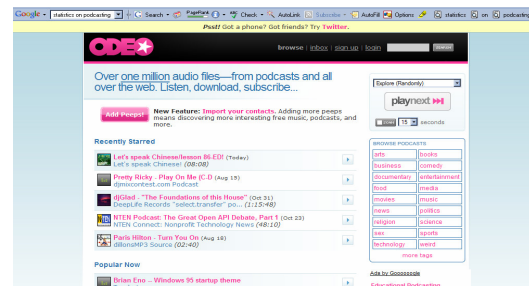 Google statistics on podcasting Search PageRank Check AutoLink Subscribe AutoFill Options statistics on podcasting
Psst! Got a phone? Got friends? Try Twitter.
ODEO
browse | inbox | sign up | login
Over one million audio files—from podcasts and all
over the web. Listen, download, subscribe...
Add Peeps!
New Feature: Import your contacts. Adding more peeps
means discovering more interesting free music, podcasts, and
more.
Recently Starred
Let's speak Chinese/lesson 86-EQ! (Today)
Let's speak Chinese! (08:08)
Pretty Ricky - Play On Me (C-D (Aug 19)
djmixcontest.com Podcast
djGlad - "The Foundations of this House" (Oct 31)
DeepLife Records "select.transfer" po... (1:15:48)
NTEN Podcast: The Great Open API Debate, Part 1 (Oct 23)
NTEN Connect: Nonprofit Technology News (48:10)
Paris Hilton - Turn You On (Aug 19)
dillonsMP3 Source (02:40)
Popular Now
Brian Eno -- Windows 95 startup theme
Explore (Randomly)
playnext
15 seconds
BROWSE PODCASTS
arts books
business comedy
documentary entertainment
food media
movies music
news politics
religion science
sex sports
technology weird
more tags
Ads by Goooooogle
Educational Podcasting